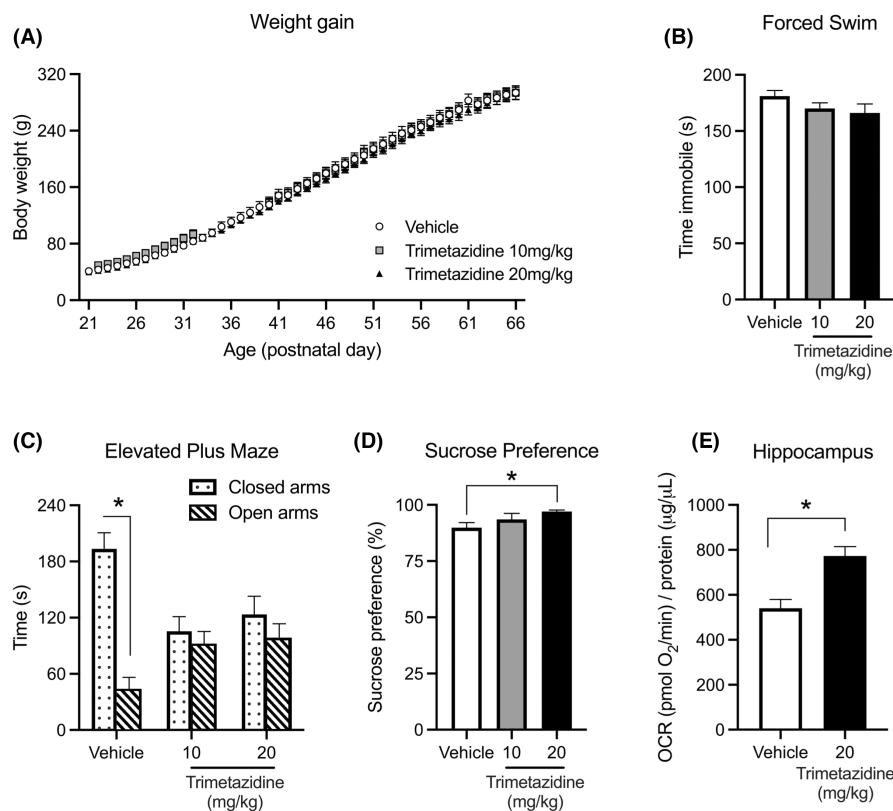 (A)
Weight gain
Body weight (g)
320
240
160
80
0
Vehicle
Trimetazidine 10mg/kg
Trimetazidine 20mg/kg
21 26 31 36 41 46 51 56 61 66
Age (postnatal day)
(B)
Forced Swim
Time immobile (s)
200
150
100
50
0
Vehicle 10 20
Trimetazidine
(mg/kg)
(C)
Elevated Plus Maze
Closed arms
Open arms
Time (s)
240
180
120
60
0
*
Vehicle 10 20
Trimetazidine
(mg/kg)
(D)
Sucrose Preference
Sucrose preference (%)
100
75
50
25
0
*
Vehicle 10 20
Trimetazidine
(mg/kg)
(E)
Hippocampus
OCR (pmol O2/min) / protein (µg/µL)
1000
800
600
400
200
0
*
Vehicle 20
Trimetazidine
(mg/kg)